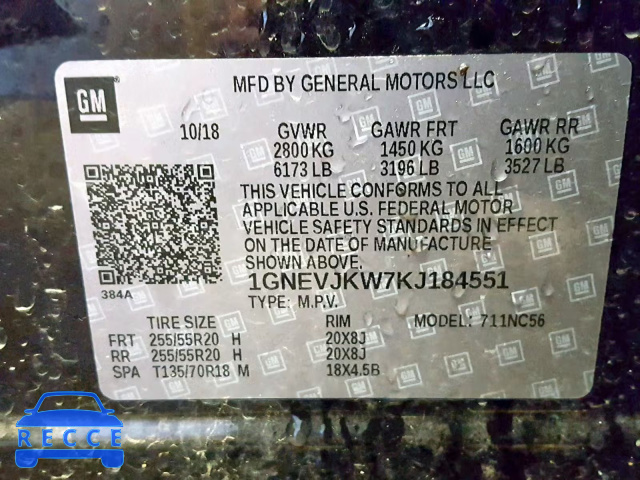 GM
MFD BY GENERAL MOTORS LLC
10/18 GVWR GAWR FRT GAWR RR
2800 KG 1450 KG 1600 KG
6173 LB 3196 LB 3527 LB
THIS VEHICLE CONFORMS TO ALL
APPLICABLE U.S. FEDERAL MOTOR
VEHICLE SAFETY STANDARDS IN EFFECT
ON THE DATE OF MANUFACTURE
SHOWN ABOVE.
384A
1GNEVJKW7KJ184551
TYPE: M.P.V.
TIRE SIZE RIM MODEL: 711NC56
FRT 255/55R20 H 20X8J
RR 255/55R20 H 20X8J
SPA T135/70R18 M 18X4.5B
RECCE